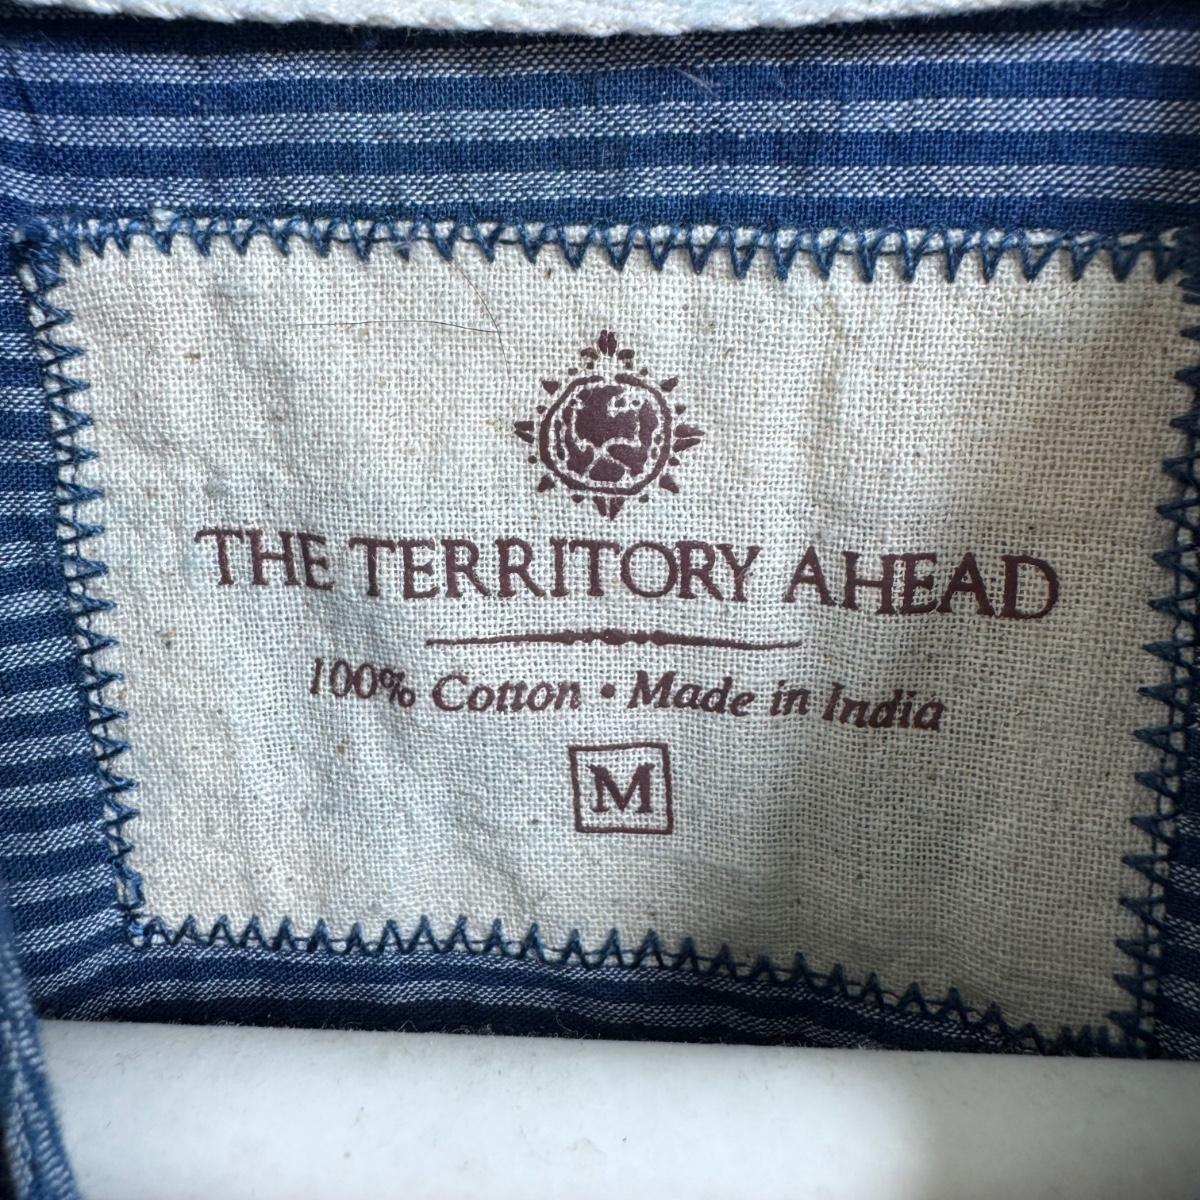 THE TERRITORY AHEAD
100% Cotton • Made in India
M